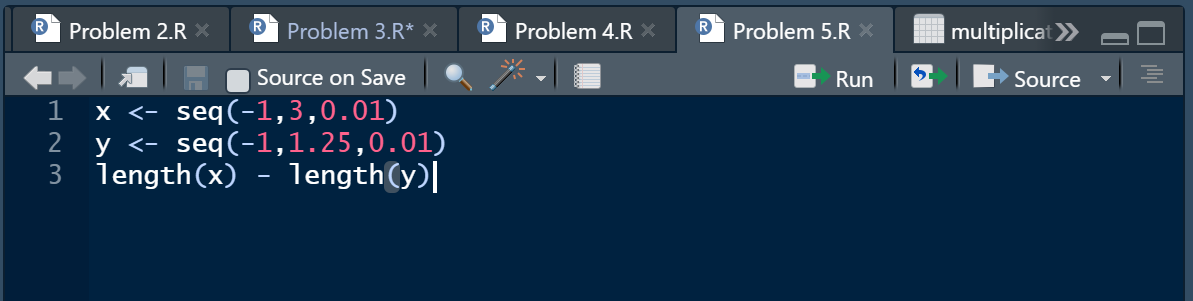 Problem 2.R Problem 3.R* Problem 4.R Problem 5.R multiplicat
Source on Save Run Source
1 x <- seq(-1,3,0.01)
2 y <- seq(-1,1.25,0.01)
3 length(x) - length(y)